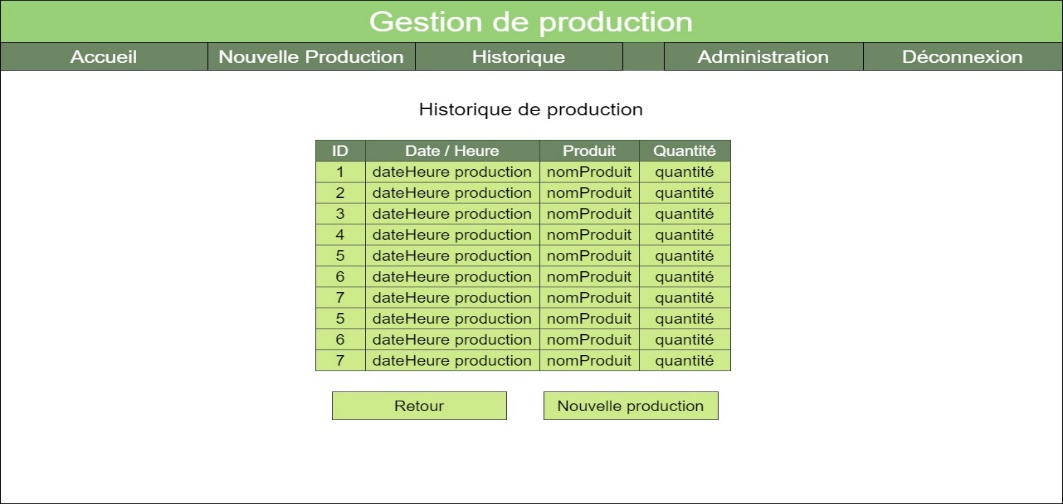 Gestion de production
Accueil Nouvelle Production Historique Administration Déconnexion
Historique de production
ID Date / Heure Produit Quantité
1 dateHeure production nomProduit quantité
2 dateHeure production nomProduit quantité
3 dateHeure production nomProduit quantité
4 dateHeure production nomProduit quantité
5 dateHeure production nomProduit quantité
6 dateHeure production nomProduit quantité
7 dateHeure production nomProduit quantité
5 dateHeure production nomProduit quantité
6 dateHeure production nomProduit quantité
7 dateHeure production nomProduit quantité
Retour Nouvelle production